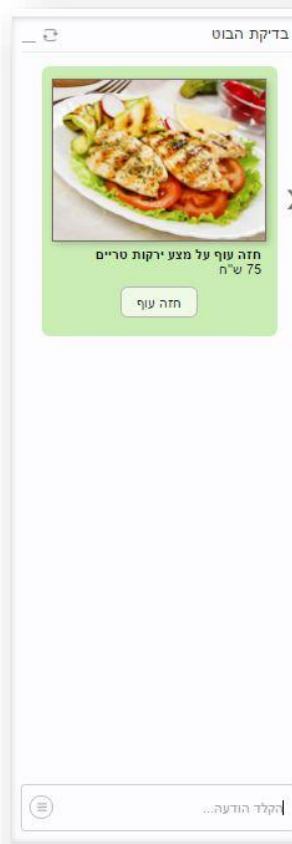 בדיקת הבוט
חזה עוף על מצע ירקות טריים
75 ש"ח
חזה עוף
הקלד הודעה...